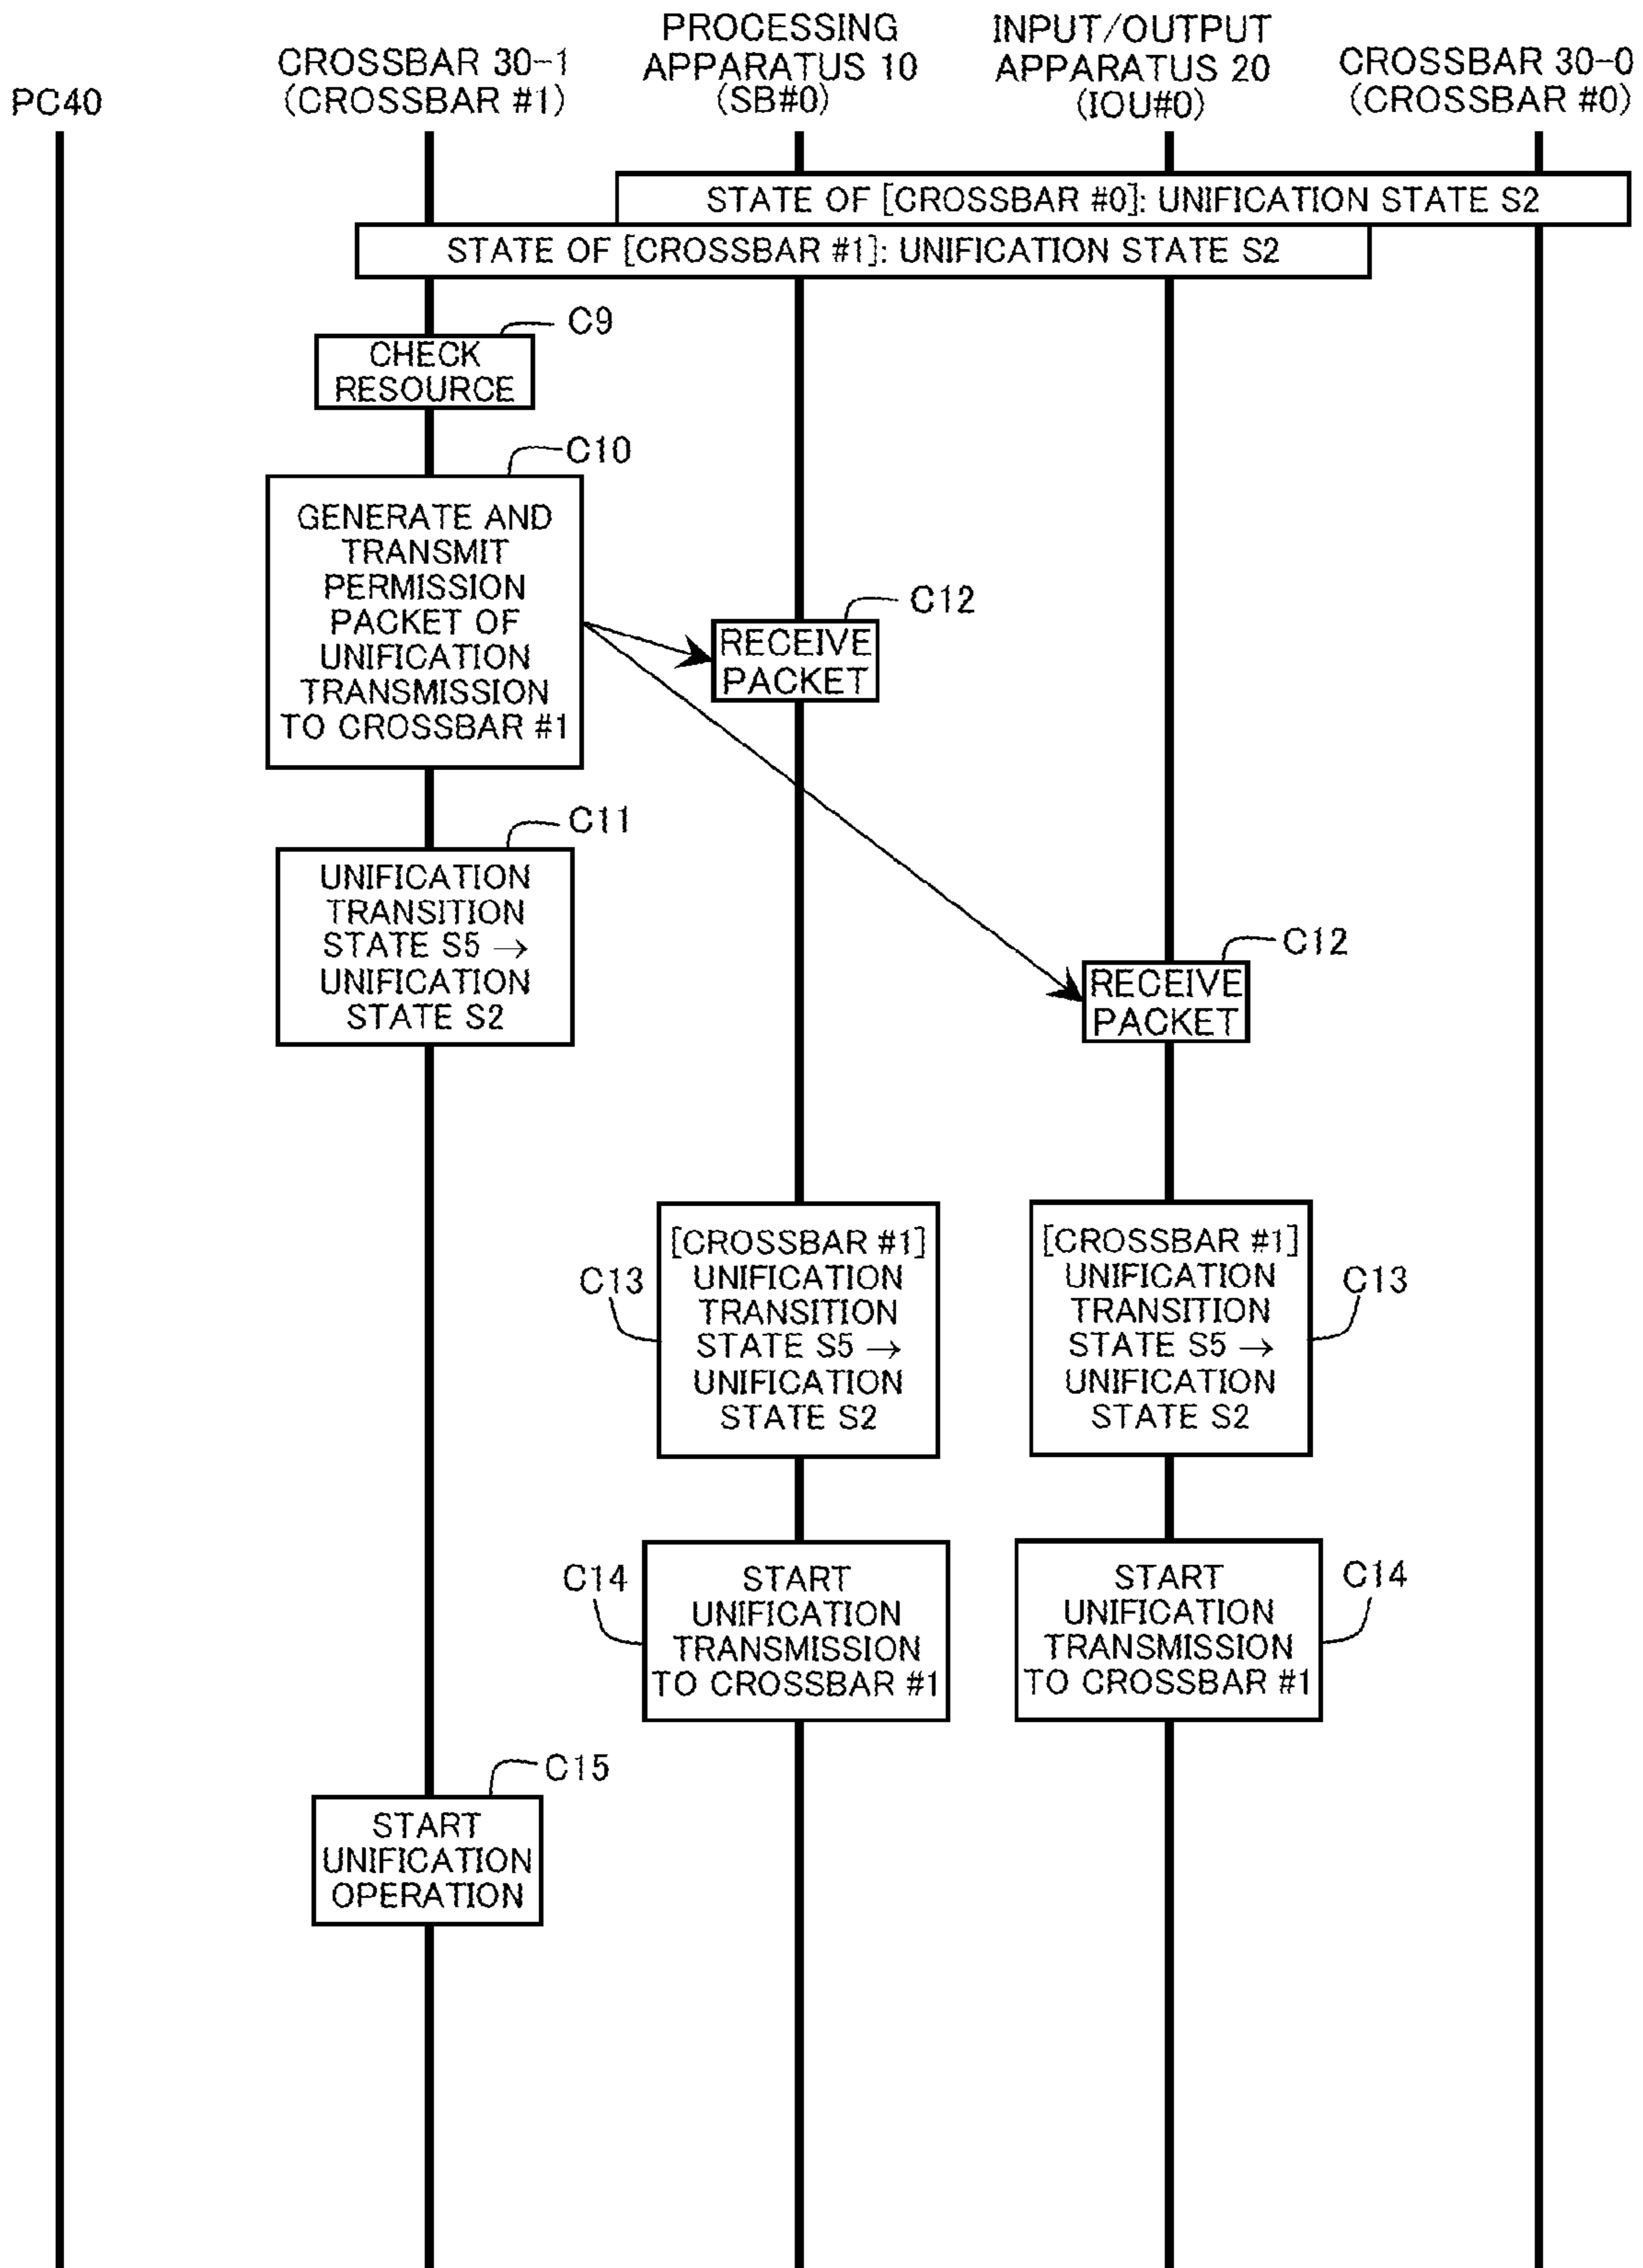 PC40
CROSSBAR 30-1
(CROSSBAR #1)
PROCESSING
APPARATUS 10
(SB#0)
INPUT/OUTPUT
APPARATUS 20
(IOU#0)
CROSSBAR 30-0
(CROSSBAR #0)
STATE OF [CROSSBAR #0]: UNIFICATION STATE S2
STATE OF [CROSSBAR #1]: UNIFICATION STATE S2
C9
CHECK
RESOURCE
C10
GENERATE AND
TRANSMIT
PERMISSION
PACKET OF
UNIFICATION
TRANSMISSION
TO CROSSBAR #1
C12
RECEIVE
PACKET
C11
UNIFICATION
TRANSITION
STATE S5 →
UNIFICATION
STATE S2
C12
RECEIVE
PACKET
C13
[CROSSBAR #1]
UNIFICATION
TRANSITION
STATE S5 →
UNIFICATION
STATE S2
[CROSSBAR #1]
UNIFICATION
TRANSITION
STATE S5 →
UNIFICATION
STATE S2
C13
C14
START
UNIFICATION
TRANSMISSION
TO CROSSBAR #1
START
UNIFICATION
TRANSMISSION
TO CROSSBAR #1
C14
C15
START
UNIFICATION
OPERATION